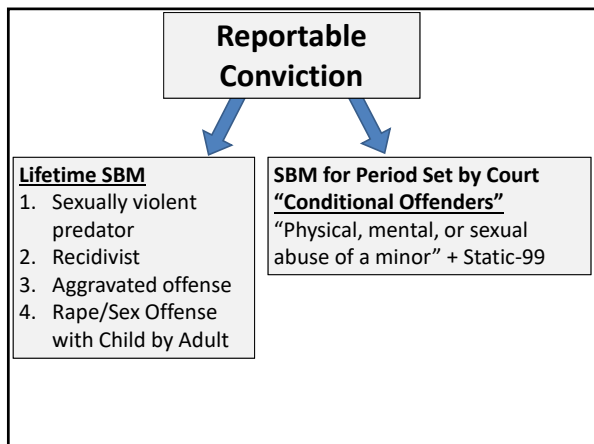 Reportable
Conviction
Lifetime SBM
1. Sexually violent
predator
2. Recidivist
3. Aggravated offense
4. Rape/Sex Offense
with Child by Adult
SBM for Period Set by Court
“Conditional Offenders”
“Physical, mental, or sexual
abuse of a minor” + Static-99